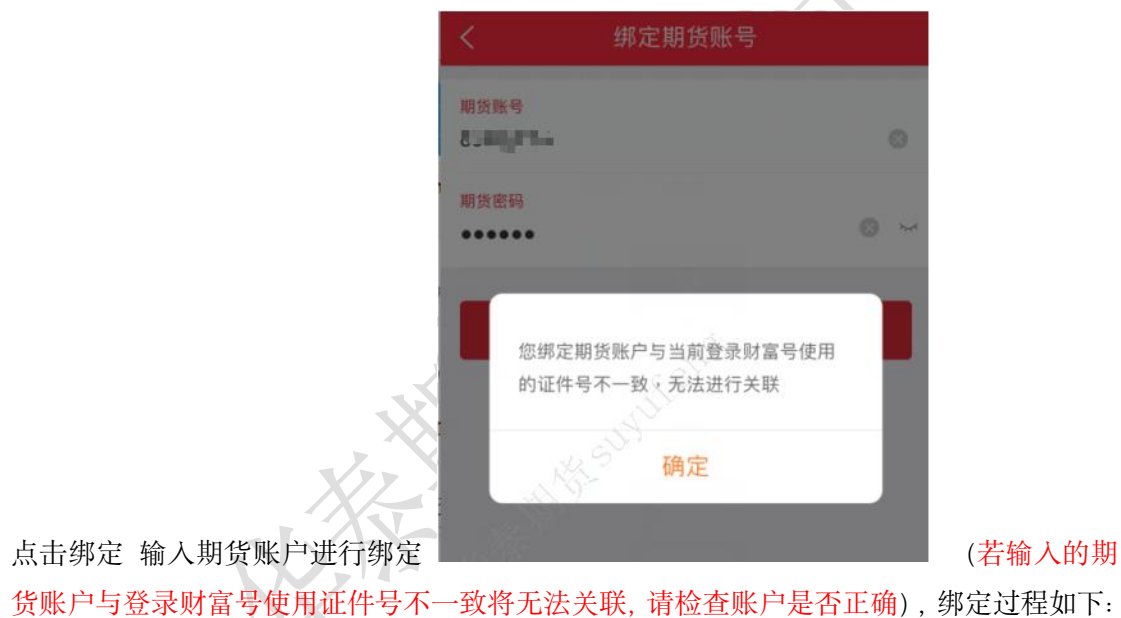 绑定期货账号
期货账号
期货密码
●●●●●●
您绑定期货账户与当前登录财富号使用
的证件号不一致，无法进行关联
确定
点击绑定 输入期货账户进行绑定 (若输入的期
货账户与登录财富号使用证件号不一致将无法关联, 请检查账户是否正确) , 绑定过程如下: